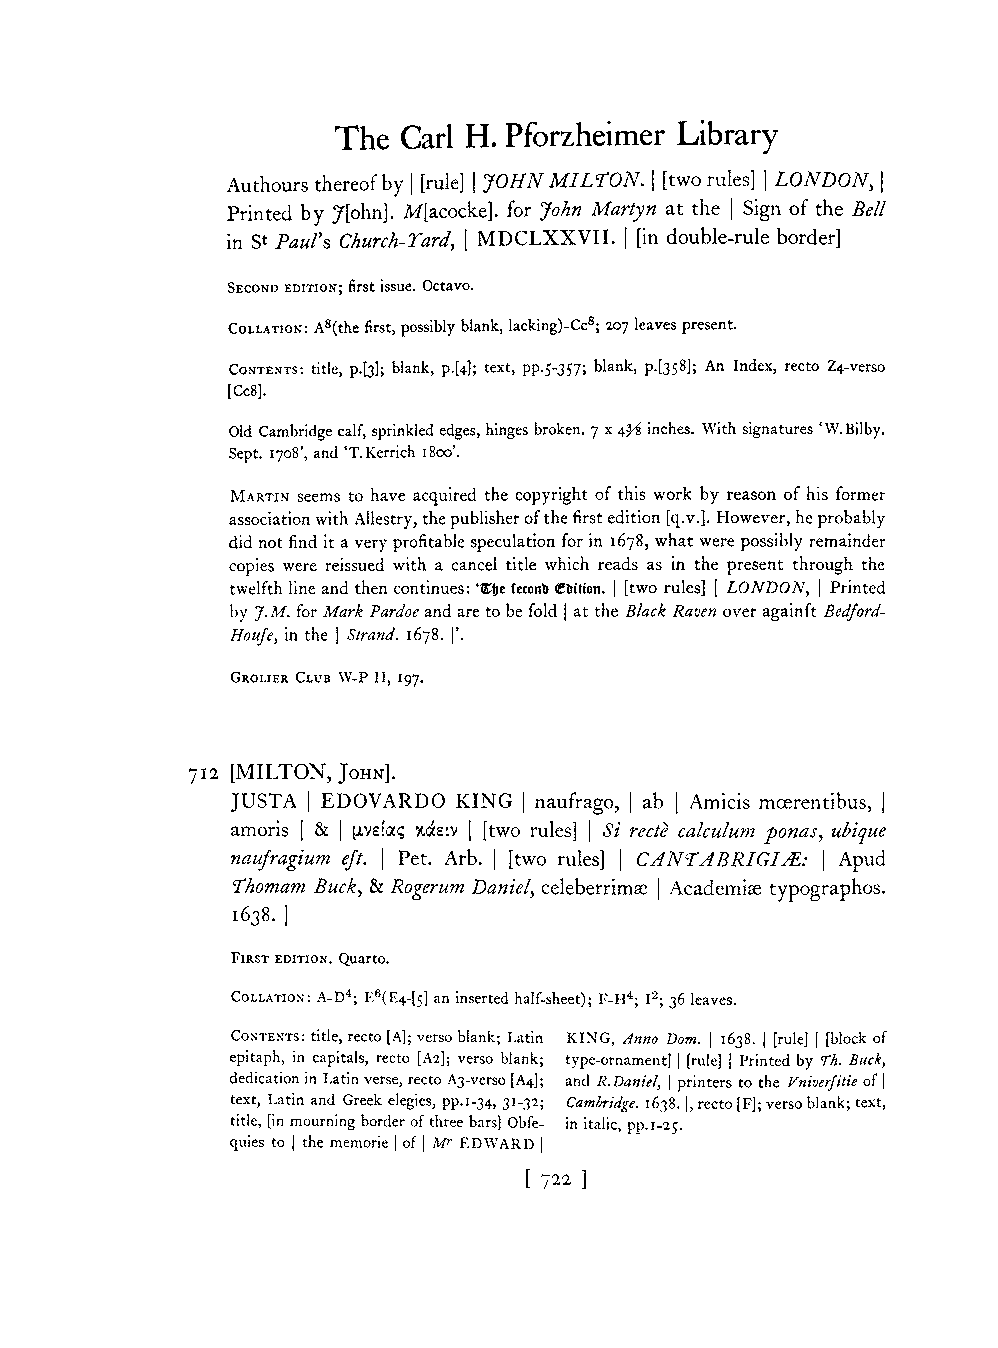 The Carl H. Pforzheimer Library
Authours thereof by | [rule] | JOHN MILTON. | [two rules] | LONDON, |
Printed by J[ohn]. M[acocke]. for John Martyn at the | Sign of the Bell
in St Paul's Church-Yard, | MDCLXXVII. | [in double-rule border]
SECOND EDITION; first issue. Octavo.
COLLATION: A⁸(the first, possibly blank, lacking)-Cc⁸; 207 leaves present.
CONTENTS: title, p.[3]; blank, p.[4]; text, pp.5-357; blank, p.[358]; An Index, recto Z4-verso
[Cc8].
Old Cambridge calf, sprinkled edges, hinges broken. 7 x 4⅜ inches. With signatures 'W.Bilby.
Sept. 1708', and 'T.Kerrich 1800'.
MARTIN seems to have acquired the copyright of this work by reason of his former
association with Allestry, the publisher of the first edition [q.v.]. However, he probably
did not find it a very profitable speculation for in 1678, what were possibly remainder
copies were reissued with a cancel title which reads as in the present through the
twelfth line and then continues: 'The ſecond Edition. | [two rules] | LONDON, | Printed
by J.M. for Mark Pardoe and are to be ſold | at the Black Raven over againſt Bedford-
Houſe, in the | Strand. 1678. |'.
GROLIER CLUB W-P II, 197.
712 [MILTON, JOHN].
JUSTA | EDOVARDO KING | naufrago, | ab | Amicis mœrentibus, |
amoris | & | μνείας χάειν | [two rules] | Si rectè calculum ponas, ubique
naufragium eſt. | Pet. Arb. | [two rules] | CANTABRIGIÆ: | Apud
Thomam Buck, & Rogerum Daniel, celeberrimæ | Academiæ typographos.
1638. |
FIRST EDITION. Quarto.
COLLATION: A-D⁴; E⁶(E4-[5] an inserted half-sheet); F-H⁴; I²; 36 leaves.
CONTENTS: title, recto [A]; verso blank; Latin
epitaph, in capitals, recto [A2]; verso blank;
dedication in Latin verse, recto A3-verso [A4];
text, Latin and Greek elegies, pp.1-34, 31-32;
title, [in mourning border of three bars] Obſe-
quies to | the memorie | of | Mr EDWARD |
KING, Anno Dom. | 1638. | [rule] | [block of
type-ornament] | [rule] | Printed by Th. Buck,
and R.Daniel, | printers to the Vniverſitie of |
Cambridge. 1638. |, recto [F]; verso blank; text,
in italic, pp.1-25.
[ 722 ]